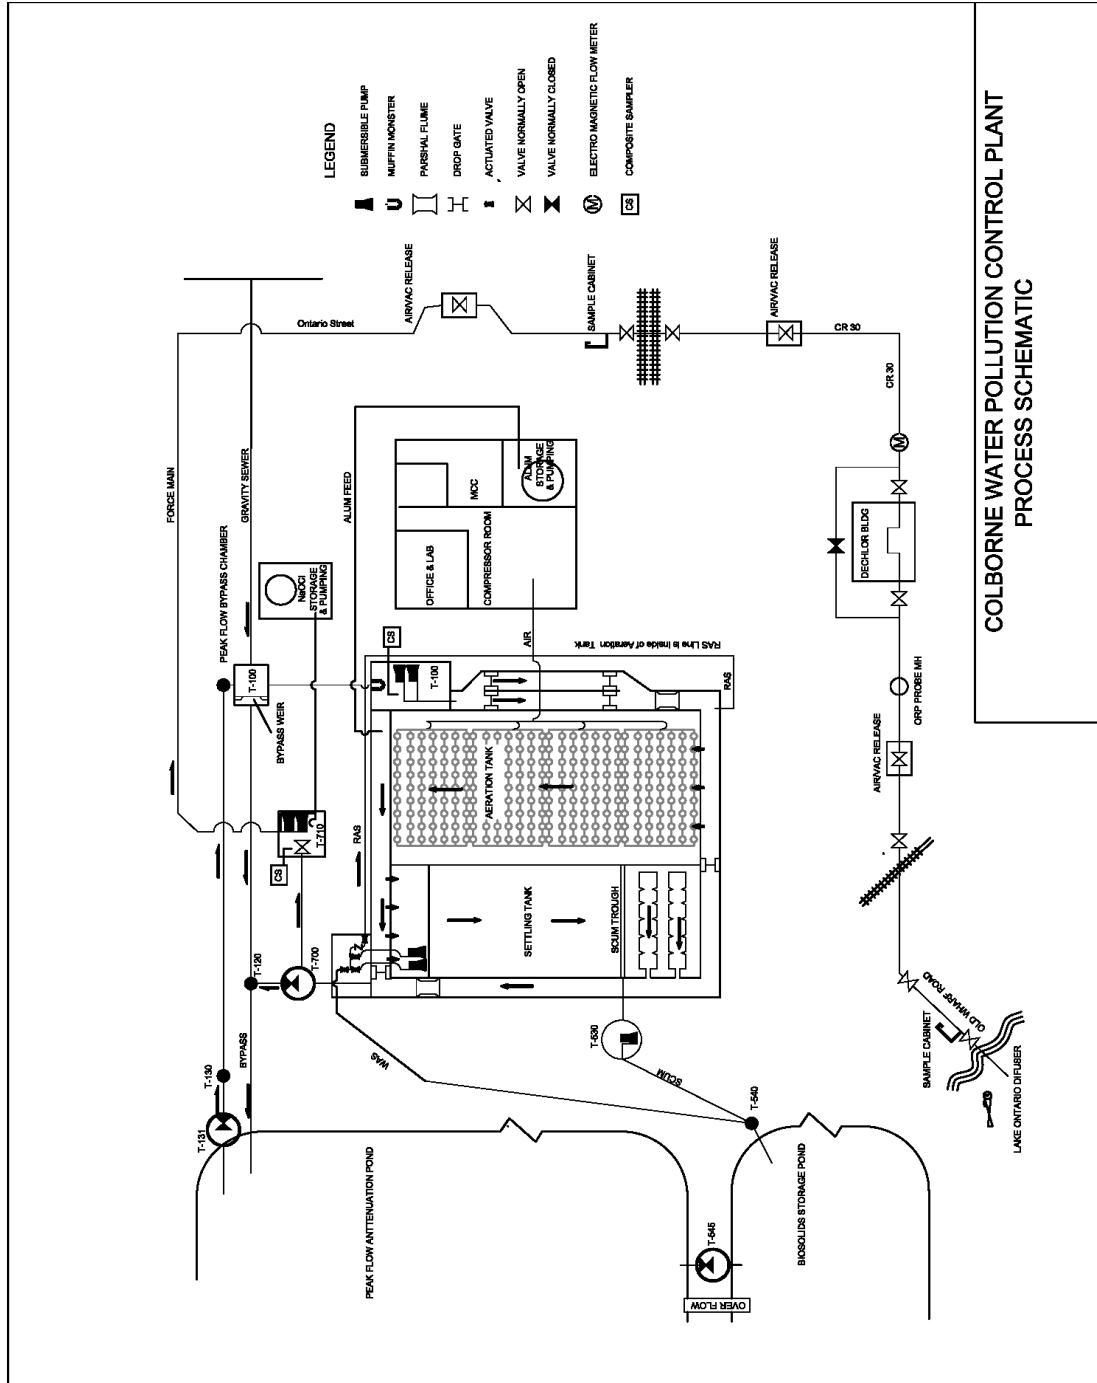 LEGEND
SUBMERSIBLE PUMP
MUFFIN MONSTER
PARSHAL FLUME
DROP GATE
ACTUATED VALVE
VALVE NORMALLY OPEN
VALVE NORMALLY CLOSED
M
ELECTRO MAGNETIC FLOW METER
CS
COMPOSITE SAMPLER
FORCE MAIN
Ontario Street
AIR/VAC RELEASE
SAMPLE CABINET
AIR/VAC RELEASE
CR 30
CR 30
M
PEAK FLOW BYPASS CHAMBER
GRAVITY SEWER
NaOCl
STORAGE
& PUMPING
ALUM FEED
OFFICE & LAB
COMPRESSOR ROOM
MCC
ALUM
STORAGE
& PUMPING
DECHLOR BLDG
AIR
RAS Line is Inside of Aeration Tank
T-100
BYPASS WEIR
CS
T-100
RAS
ORP PROBE MH
AIR/VAC RELEASE
CS
T-710
RAS
AERATION TANK
SETTLING TANK
SCUM TROUGH
T-120
T-700
BYPASS
T-130
T-131
WAS
T-530
SCUM
T-540
PEAK FLOW ANTTENUATION POND
BIOSOLIDS STORAGE POND
T-545
OVER FLOW
OLD WHARF ROAD
SAMPLE CABINET
LAKE ONTARIO DIFUSER
COLBORNE WATER POLLUTION CONTROL PLANT
PROCESS SCHEMATIC